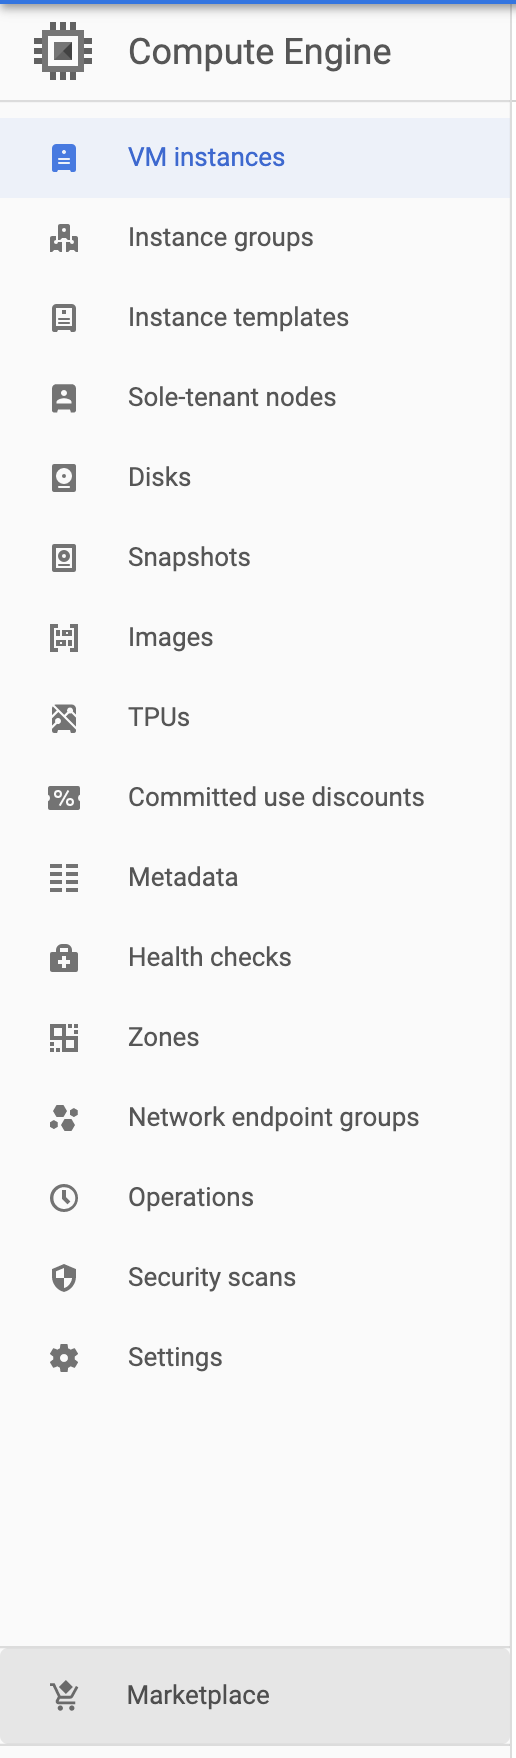 Compute Engine
VM instances
Instance groups
Instance templates
Sole-tenant nodes
Disks
Snapshots
Images
TPUs
Committed use discounts
Metadata
Health checks
Zones
Network endpoint groups
Operations
Security scans
Settings
Marketplace